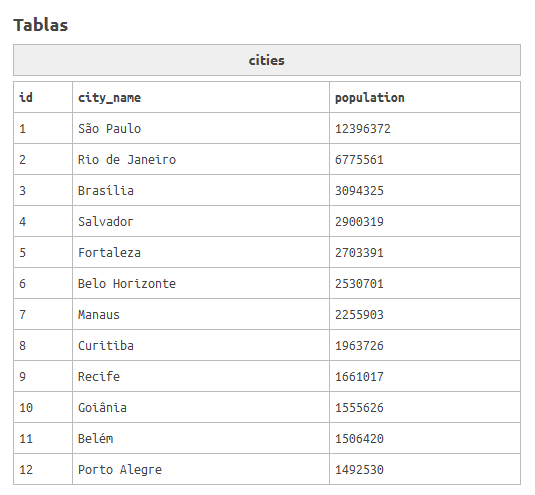 Tablas
cities
id city_name population
1 São Paulo 12396372
2 Rio de Janeiro 6775561
3 Brasília 3094325
4 Salvador 2900319
5 Fortaleza 2703391
6 Belo Horizonte 2530701
7 Manaus 2255903
8 Curitiba 1963726
9 Recife 1661017
10 Goiânia 1555626
11 Belém 1506420
12 Porto Alegre 1492530